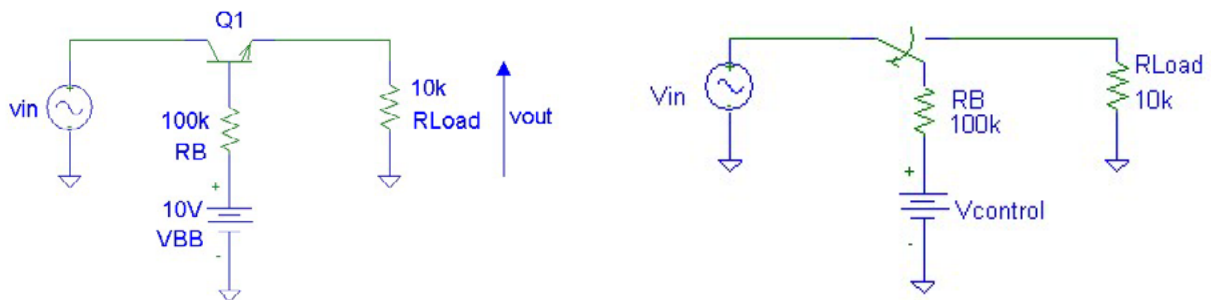 Q1
vin
100k
RB
10k
RLoad
vout
+
10V
VBB
-
Vin
RB
100k
RLoad
10k
+
Vcontrol
-